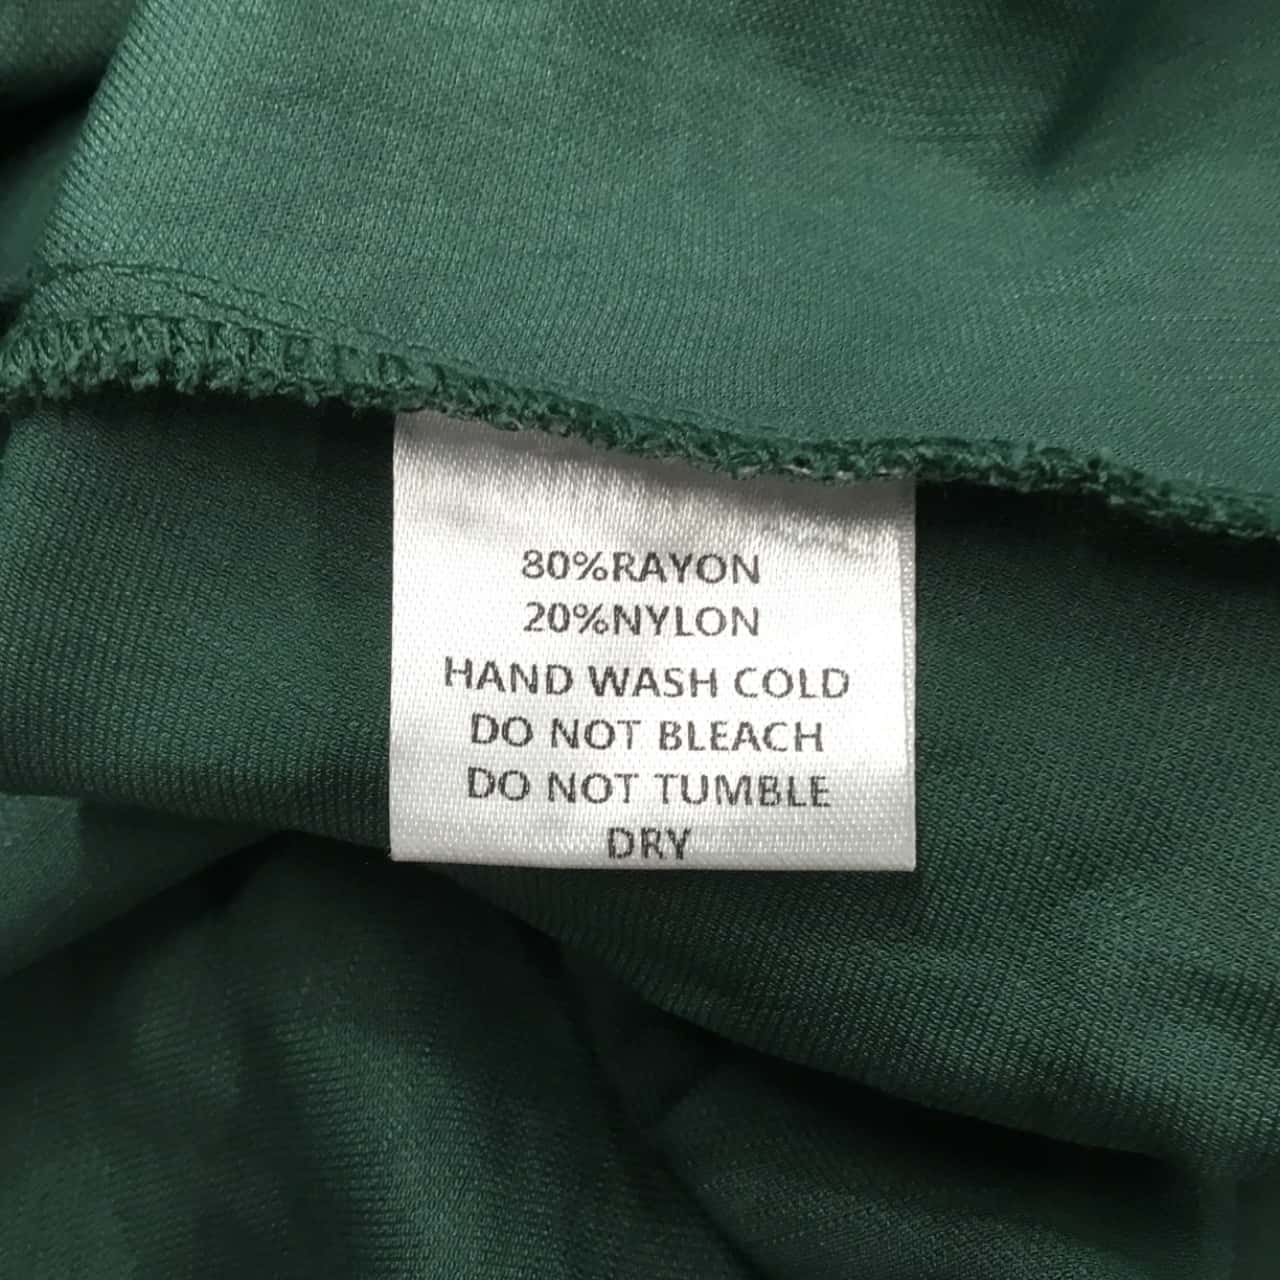 80%RAYON
20%NYLON
HAND WASH COLD
DO NOT BLEACH
DO NOT TUMBLE
DRY